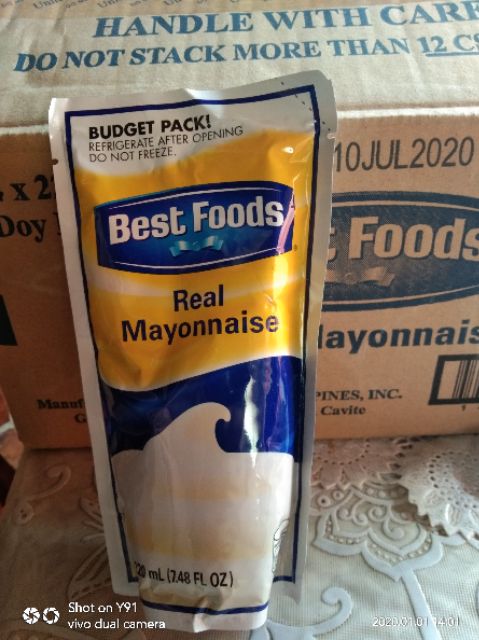 HANDLE WITH CARE
DO NOT STACK MORE THAN 12 CS
BUDGET PACK!
REFRIGERATE AFTER OPENING
DO NOT FREEZE.
Best Foods
Real
Mayonnaise
mL (7.48 FL OZ)
10JUL2020
Foods
ayonnais
PINES, INC.
Cavite
x 2
Doy
Manuf
Shot on Y91
vivo dual camera
2020.01.01 14:01